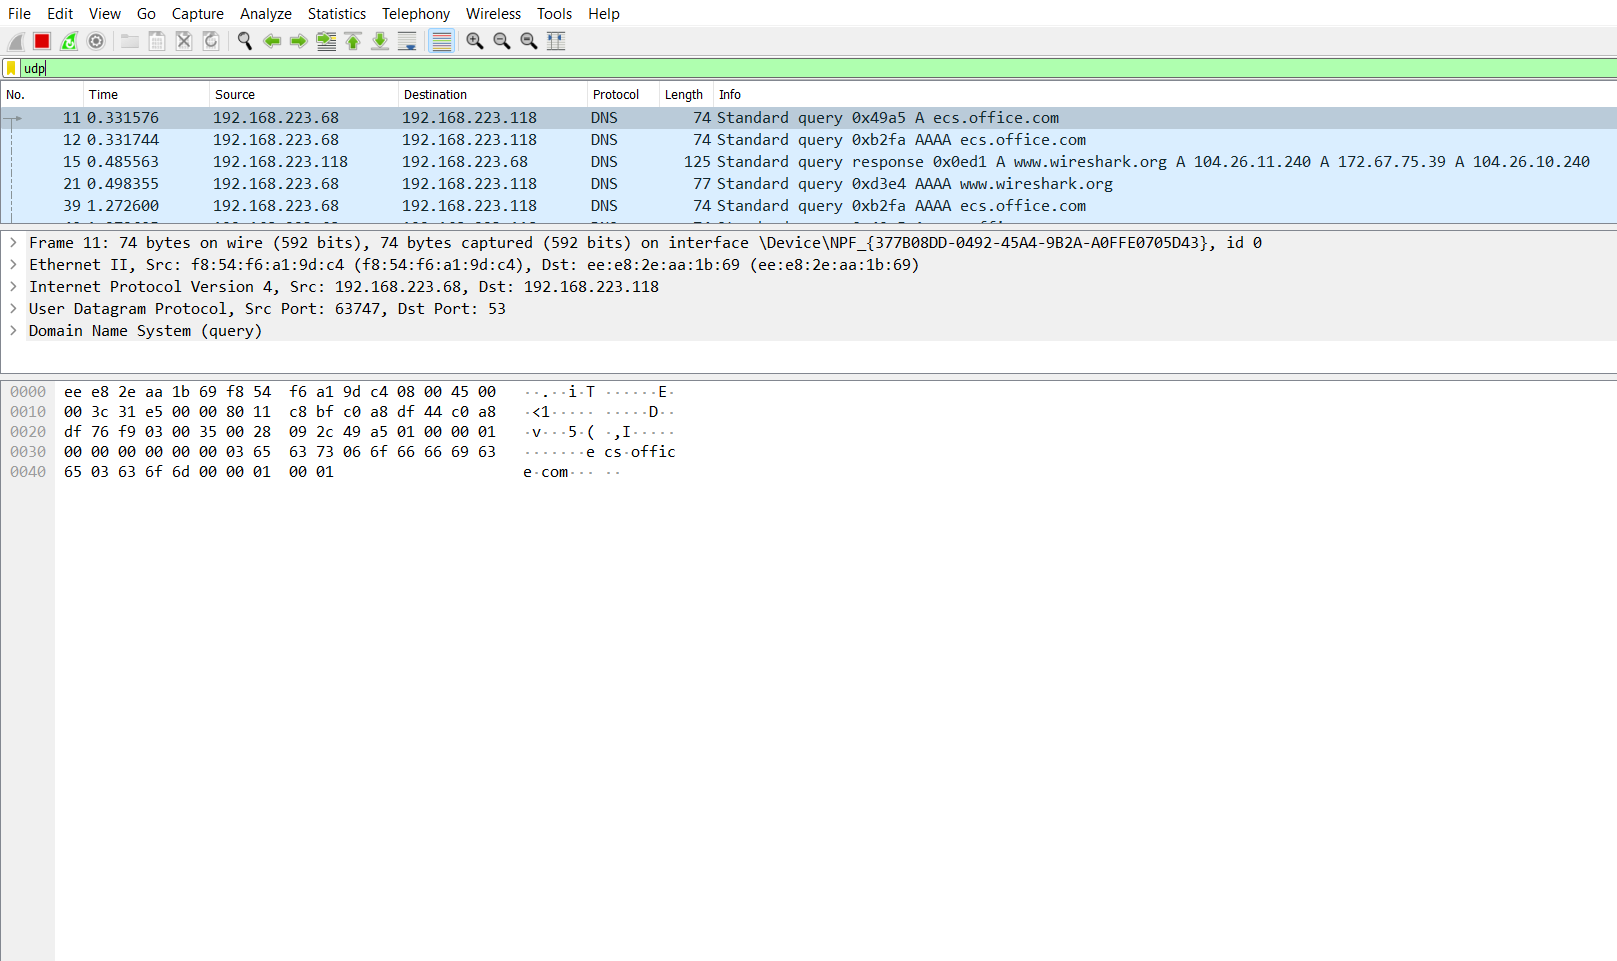 File Edit View Go Capture Analyze Statistics Telephony Wireless Tools Help
udp
No. Time Source Destination Protocol Length Info
11 0.331576 192.168.223.68 192.168.223.118 DNS 74 Standard query 0x49a5 A ecs.office.com
12 0.331744 192.168.223.68 192.168.223.118 DNS 74 Standard query 0xb2fa AAAA ecs.office.com
15 0.485563 192.168.223.118 192.168.223.68 DNS 125 Standard query response 0x0ed1 A www.wireshark.org A 104.26.11.240 A 172.67.75.39 A 104.26.10.240
21 0.498355 192.168.223.68 192.168.223.118 DNS 77 Standard query 0xd3e4 AAAA www.wireshark.org
39 1.272600 192.168.223.68 192.168.223.118 DNS 74 Standard query 0xb2fa AAAA ecs.office.com
Frame 11: 74 bytes on wire (592 bits), 74 bytes captured (592 bits) on interface \Device\NPF_{377B08DD-0492-45A4-9B2A-A0FFE0705D43}, id 0
Ethernet II, Src: f8:54:f6:a1:9d:c4 (f8:54:f6:a1:9d:c4), Dst: ee:e8:2e:aa:1b:69 (ee:e8:2e:aa:1b:69)
Internet Protocol Version 4, Src: 192.168.223.68, Dst: 192.168.223.118
User Datagram Protocol, Src Port: 63747, Dst Port: 53
Domain Name System (query)
0000 ee e8 2e aa 1b 69 f8 54 f6 a1 9d c4 08 00 45 00 ··.··i·T ······E·
0010 00 3c 31 e5 00 00 80 11 c8 bf c0 a8 df 44 c0 a8 ·<1····· ·····D··
0020 df 76 f9 03 00 35 00 28 09 2c 49 a5 01 00 00 01 ·v···5·( ·,I·····
0030 00 00 00 00 00 00 03 65 63 73 06 6f 66 66 69 63 ·······e cs·offic
0040 65 03 63 6f 6d 00 00 01 00 01 e·com··· ··